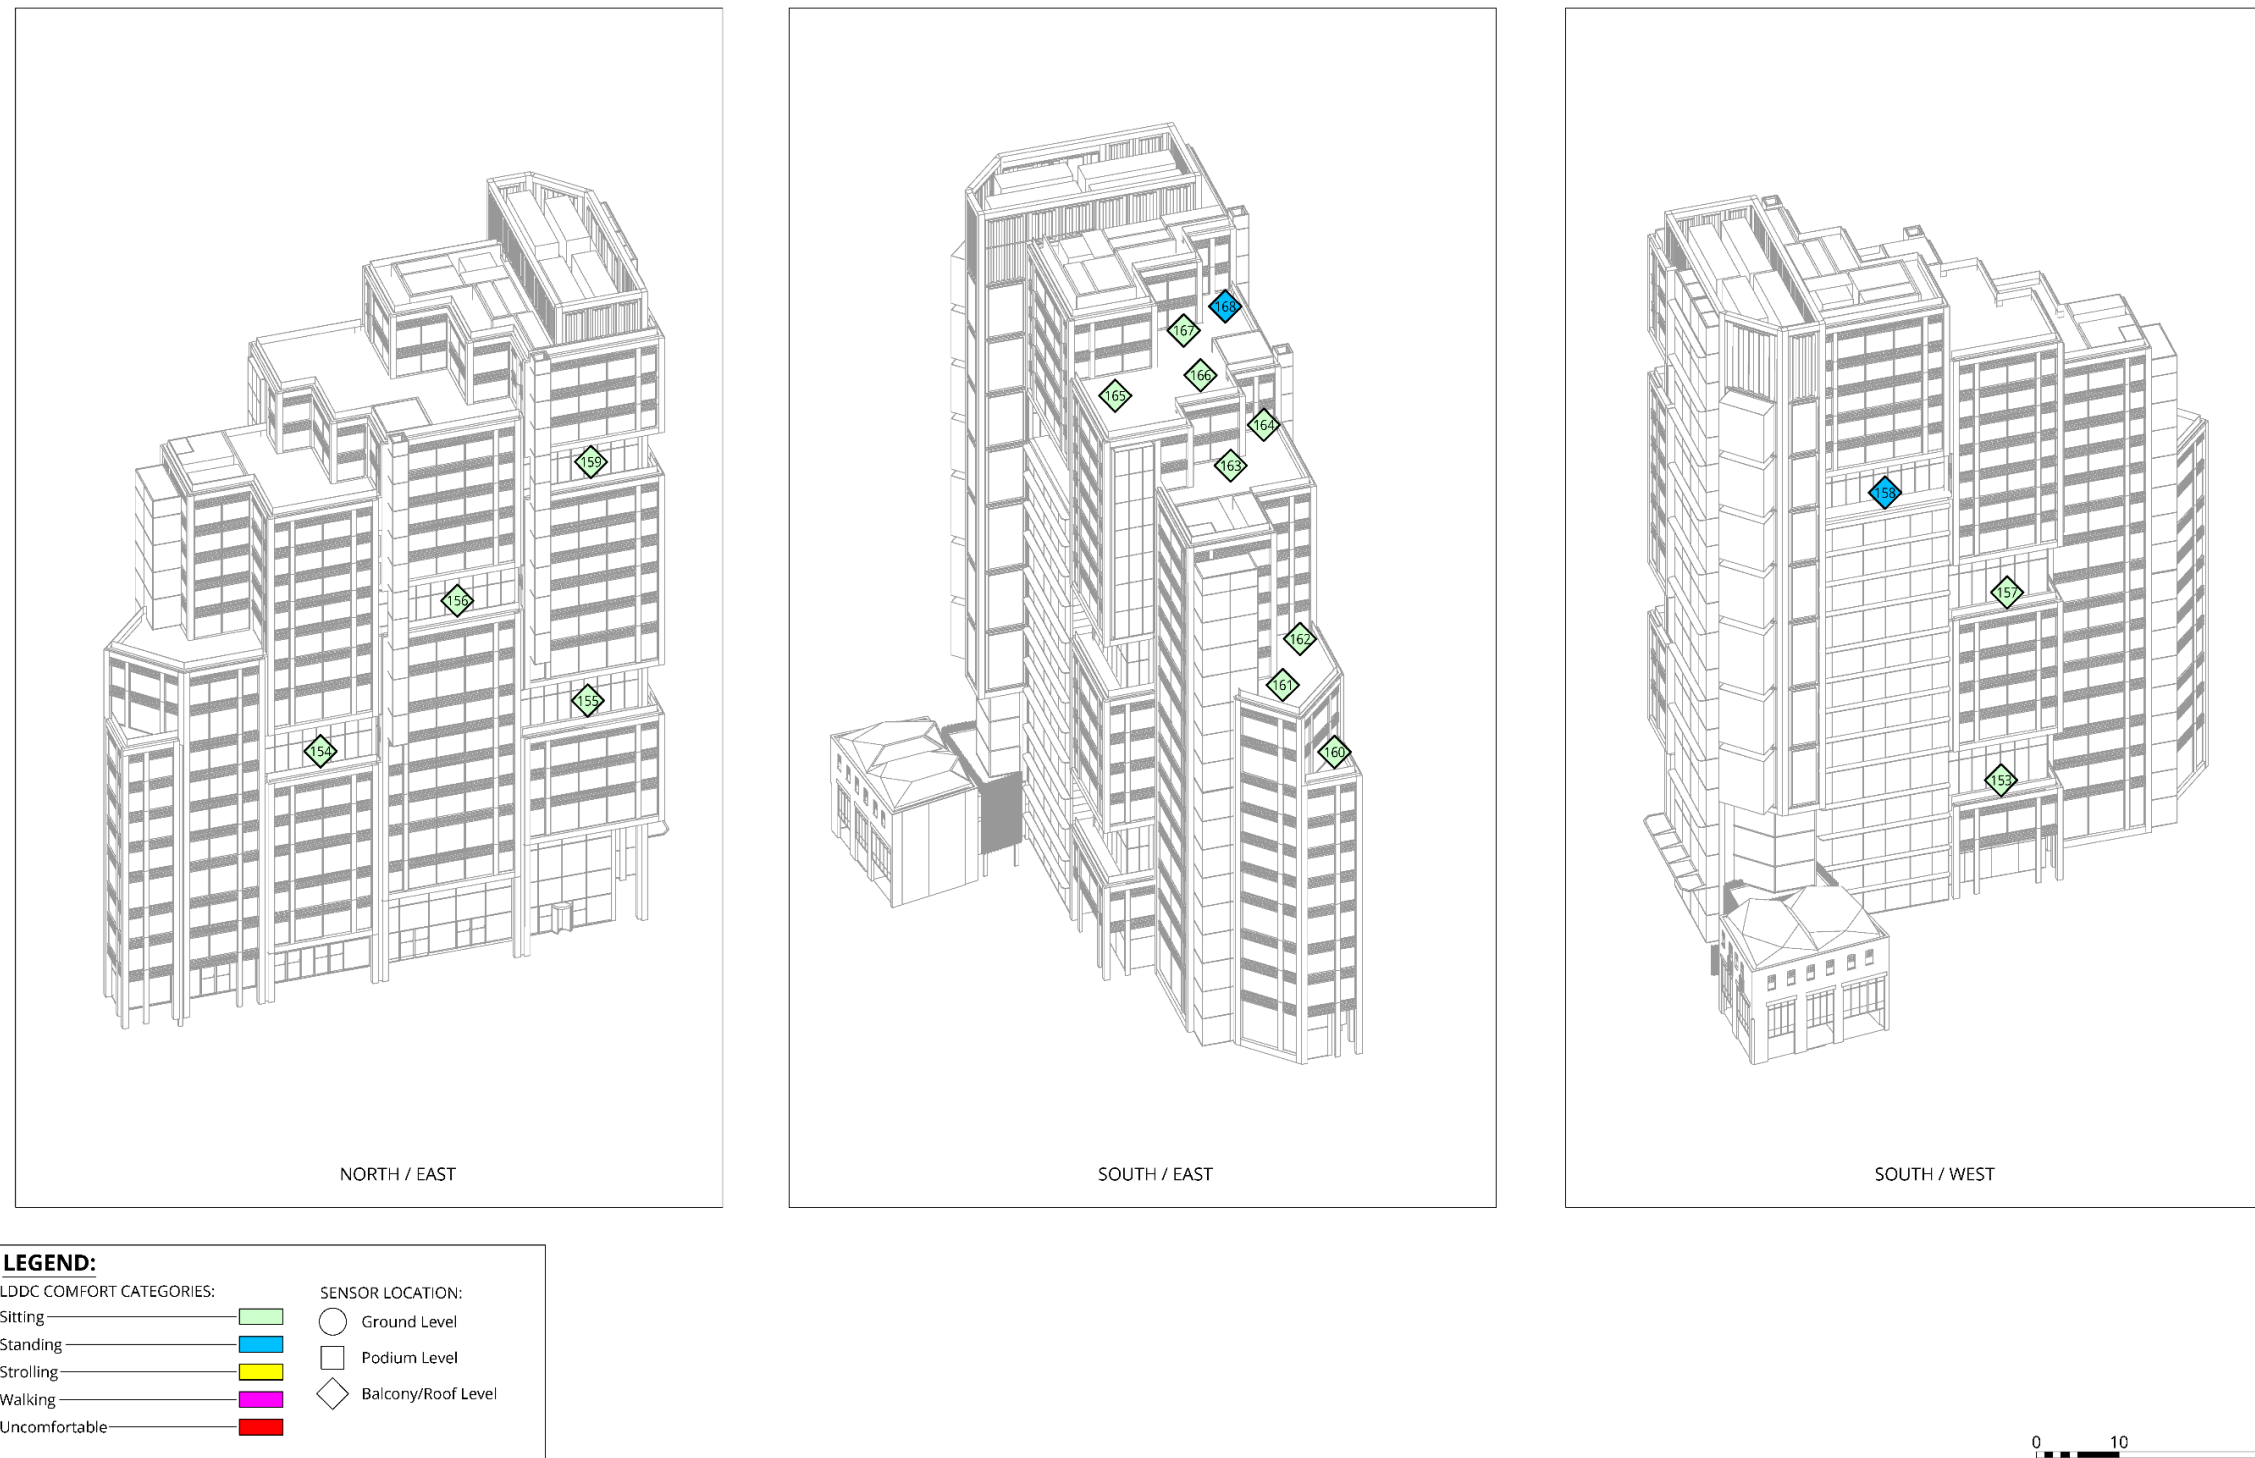 168
167
166
165
164
159
163
158
156
157
162
161
155
154
160
153
NORTH / EAST
SOUTH / EAST
SOUTH / WEST
LEGEND:
LDDC COMFORT CATEGORIES:
Sitting
Standing
Strolling
Walking
Uncomfortable
SENSOR LOCATION:
Ground Level
Podium Level
Balcony/Roof Level
0 10